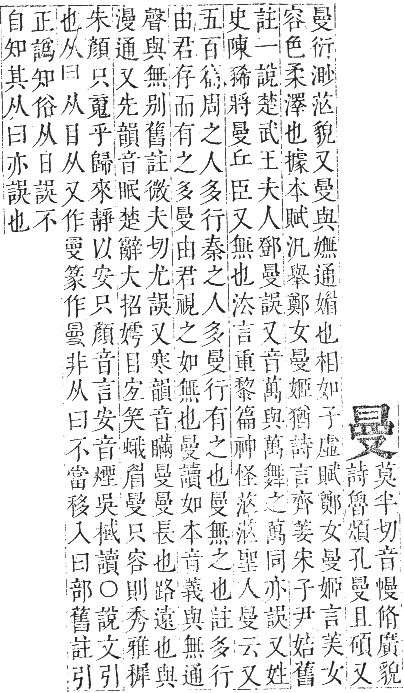 曼
莫半切音慢脩廣貌
詩魯頌孔曼且碩又
曼衍渺茫貌又曼與嫵通媚也相如子虛賦鄭女曼姬言美女
容色柔澤也據本賦汎舉鄭女曼姬猶詩言齊姜宋子尹姞舊
註一說楚武王夫人鄧曼誤又音萬與萬舞之萬同亦誤又姓
史陳豨將曼丘臣又無也法言重黎篇神怪茫茫聖人曼云又
五百篇周之人多行秦之人多曼行有之也曼無之也註多行
由君存而有之多曼由君視之如無也曼讀如本音義與無通
聲與無别舊註微夫切尤誤又寒韻音瞞曼曼長也路遠也與
漫通又先韻音眠楚辭大招嫮目宜笑蛾眉曼只容則秀雅穉
朱顏只䰟乎歸來靜以安只顏音言安音煙吳棫讀○說文引
也从曰从目从又作篆作非从曰不當移入曰部舊註引
正譌知俗从日誤不
自知其从曰亦誤也